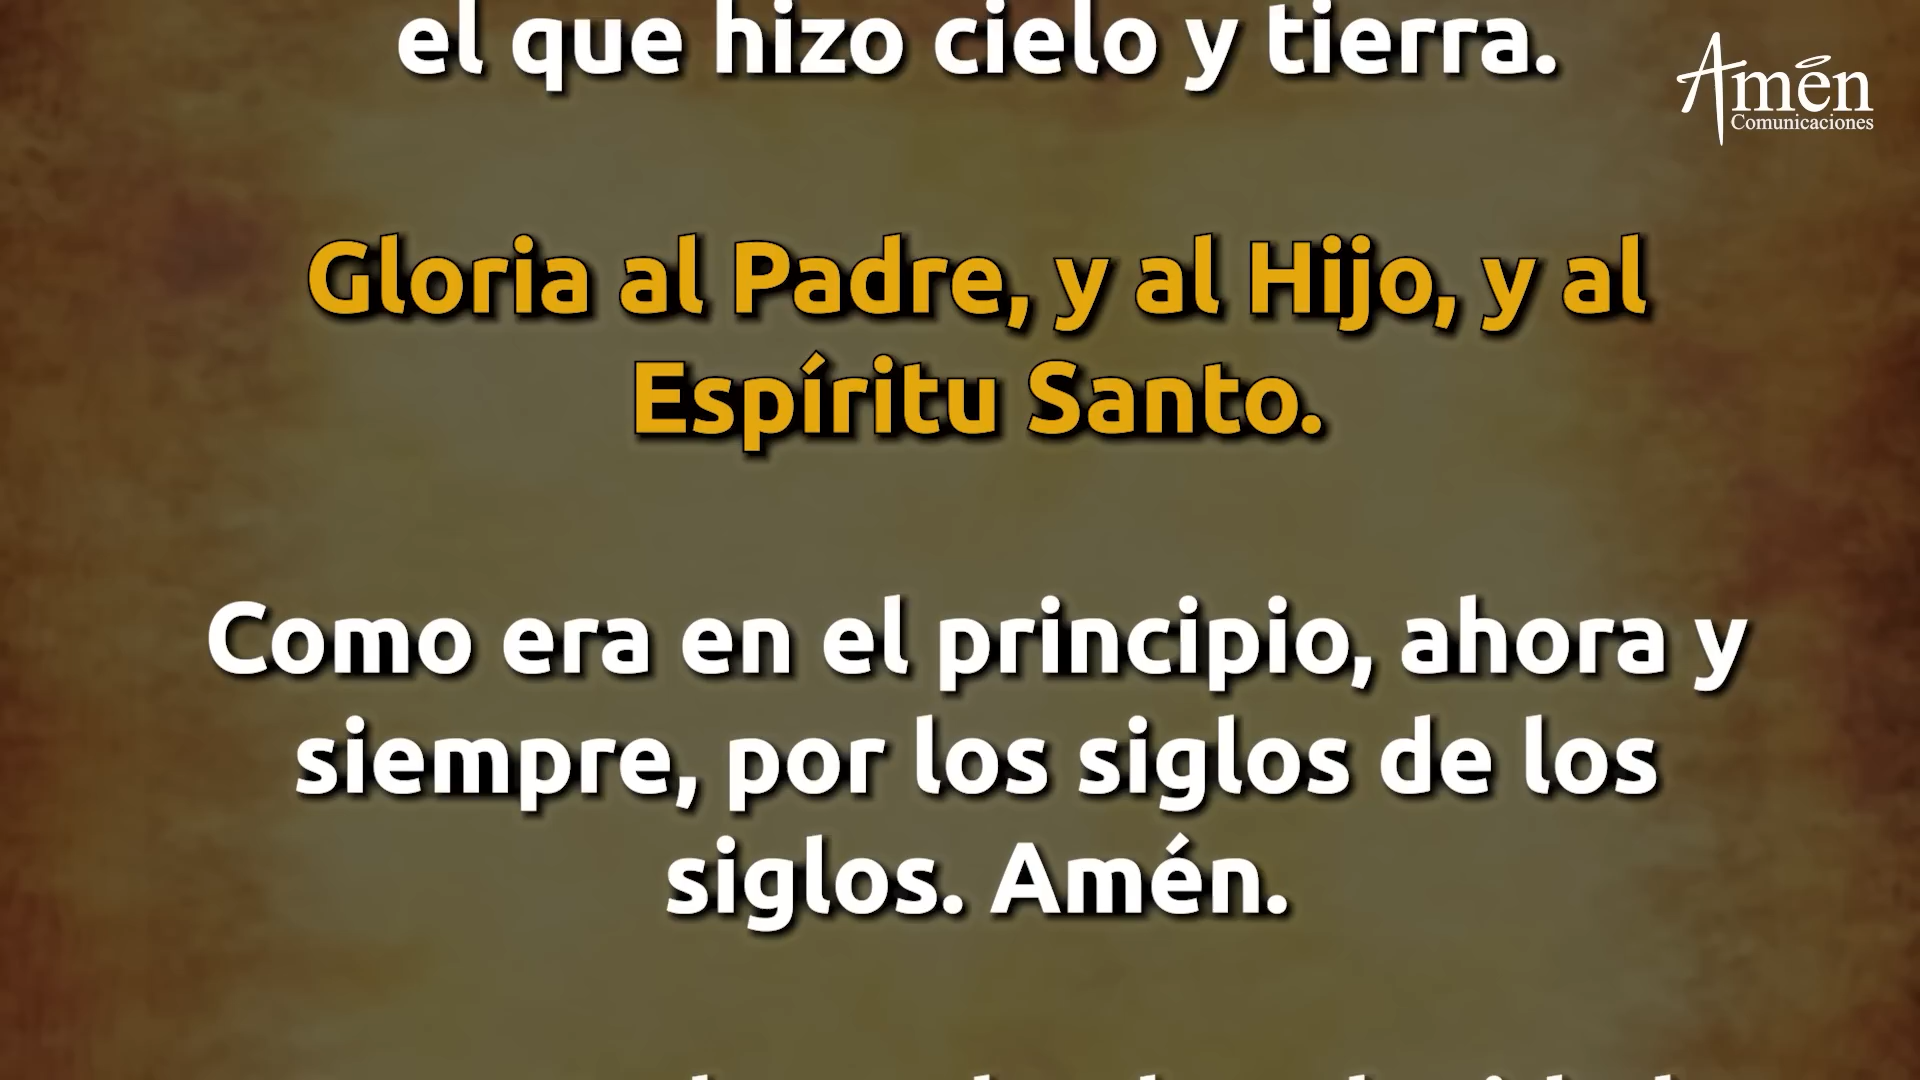 el que hizo cielo y tierra.
Amén
Comunicaciones
Gloria al Padre, y al Hijo, y al
Espíritu Santo.
Como era en el principio, ahora y
siempre, por los siglos de los
siglos. Amén.